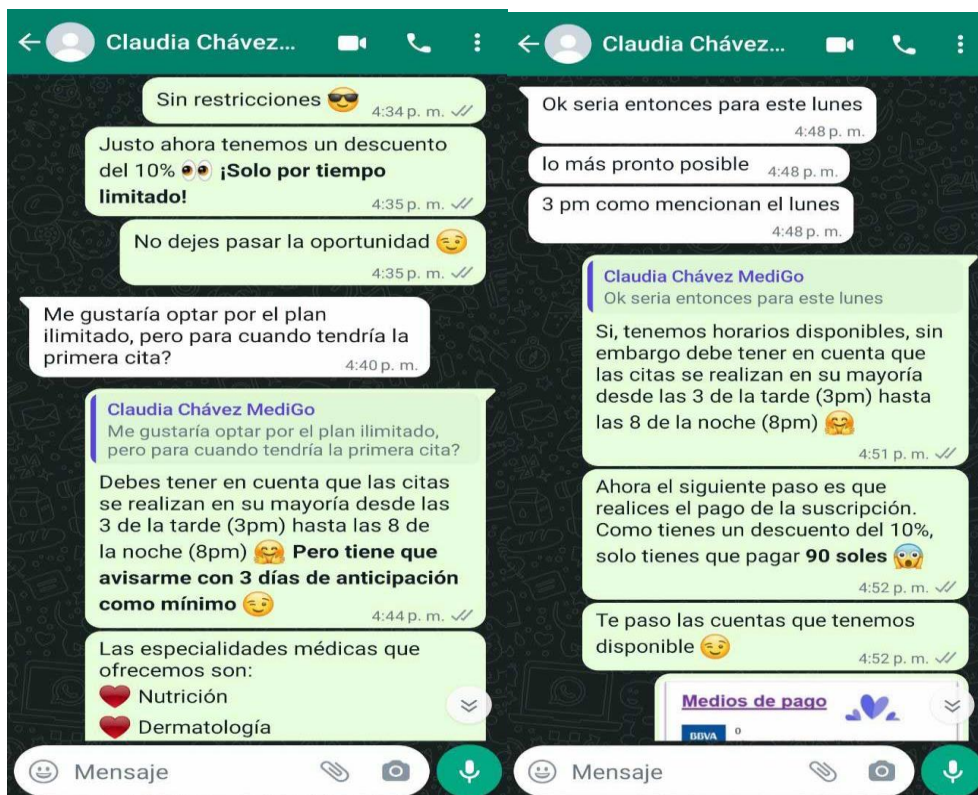 Claudia Chávez...
Sin restricciones 😎
4:34 p. m.
Justo ahora tenemos un descuento
del 10% 👀 ¡Solo por tiempo
limitado!
4:35 p. m.
No dejes pasar la oportunidad 😏
4:35 p. m.
Me gustaría optar por el plan
ilimitado, pero para cuando tendría la
primera cita?
4:40 p. m.
Claudia Chávez MediGo
Me gustaría optar por el plan ilimitado,
pero para cuando tendría la primera cita?
Debes tener en cuenta que las citas
se realizan en su mayoría desde las
3 de la tarde (3pm) hasta las 8 de
la noche (8pm) 🤗 Pero tiene que
avisarme con 3 días de anticipación
como mínimo 😏
4:44 p. m.
Las especialidades médicas que
ofrecemos son:
❤️ Nutrición
❤️ Dermatología
Mensaje
Claudia Chávez...
Ok seria entonces para este lunes
4:48 p. m.
lo más pronto posible
4:48 p. m.
3 pm como mencionan el lunes
4:48 p. m.
Claudia Chávez MediGo
Ok seria entonces para este lunes
Si, tenemos horarios disponibles, sin
embargo debe tener en cuenta que
las citas se realizan en su mayoría
desde las 3 de la tarde (3pm) hasta
las 8 de la noche (8pm) 🤗
4:51 p. m.
Ahora el siguiente paso es que
realices el pago de la suscripción.
Como tienes un descuento del 10%,
solo tienes que pagar 90 soles 😱
4:52 p. m.
Te paso las cuentas que tenemos
disponible 😏
4:52 p. m.
Medios de pago
BBVA
Mensaje